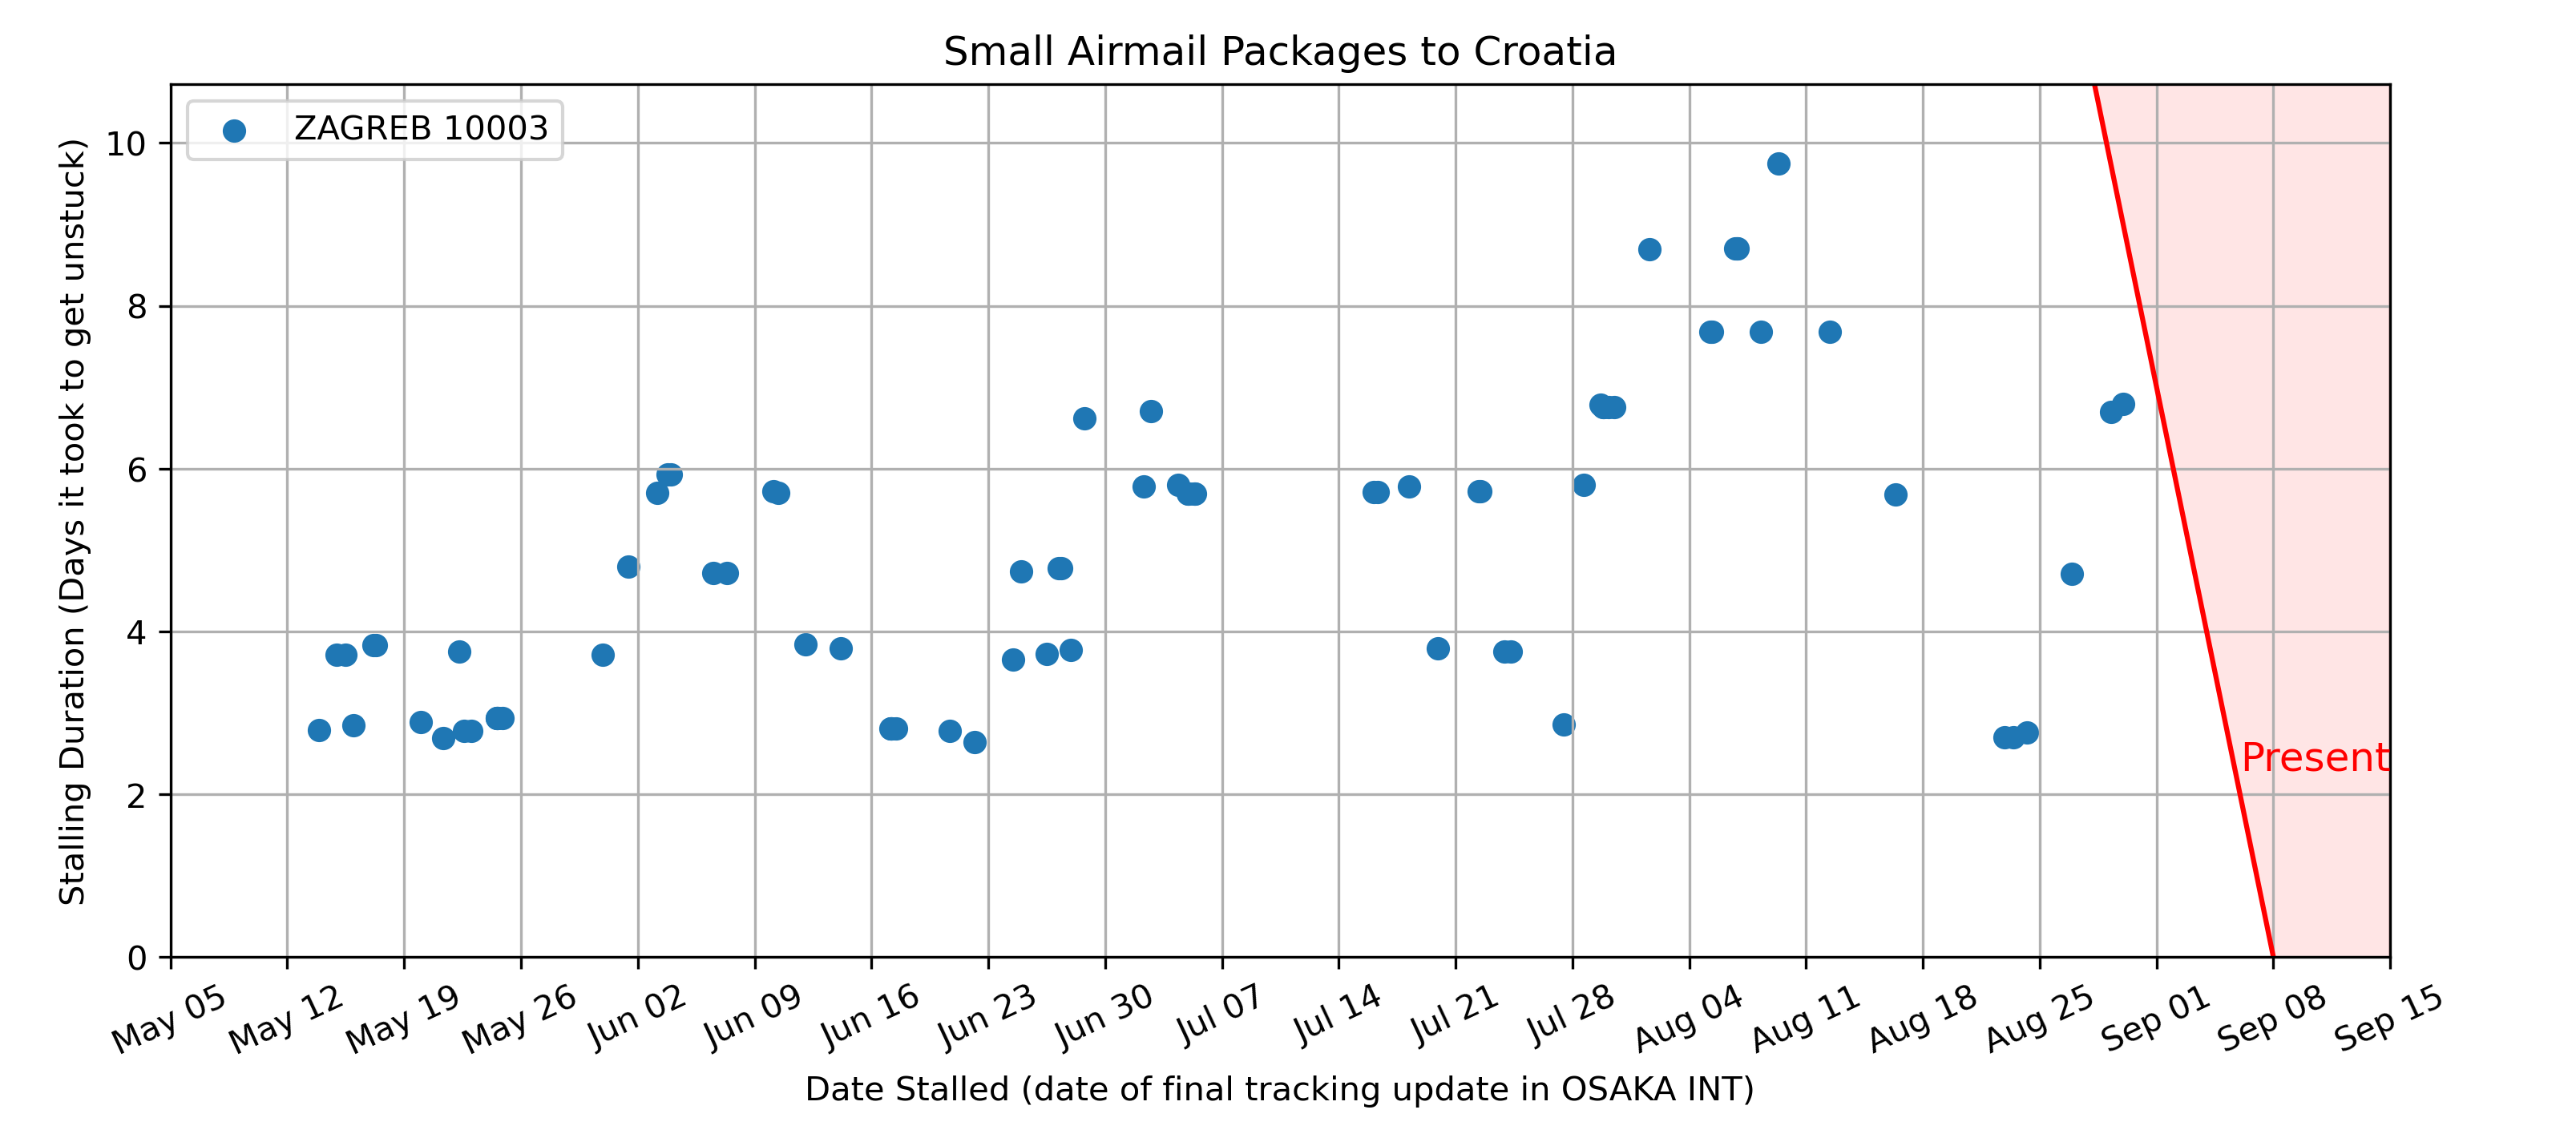 Small Airmail Packages to Croatia
ZAGREB 10003
Stalling Duration (Days it took to get unstuck)
10
8
6
4
2
0
Present
May 05
May 12
May 19
May 26
Jun 02
Jun 09
Jun 16
Jun 23
Jun 30
Jul 07
Jul 14
Jul 21
Jul 28
Aug 04
Aug 11
Aug 18
Aug 25
Sep 01
Sep 08
Sep 15
Date Stalled (date of final tracking update in OSAKA INT)